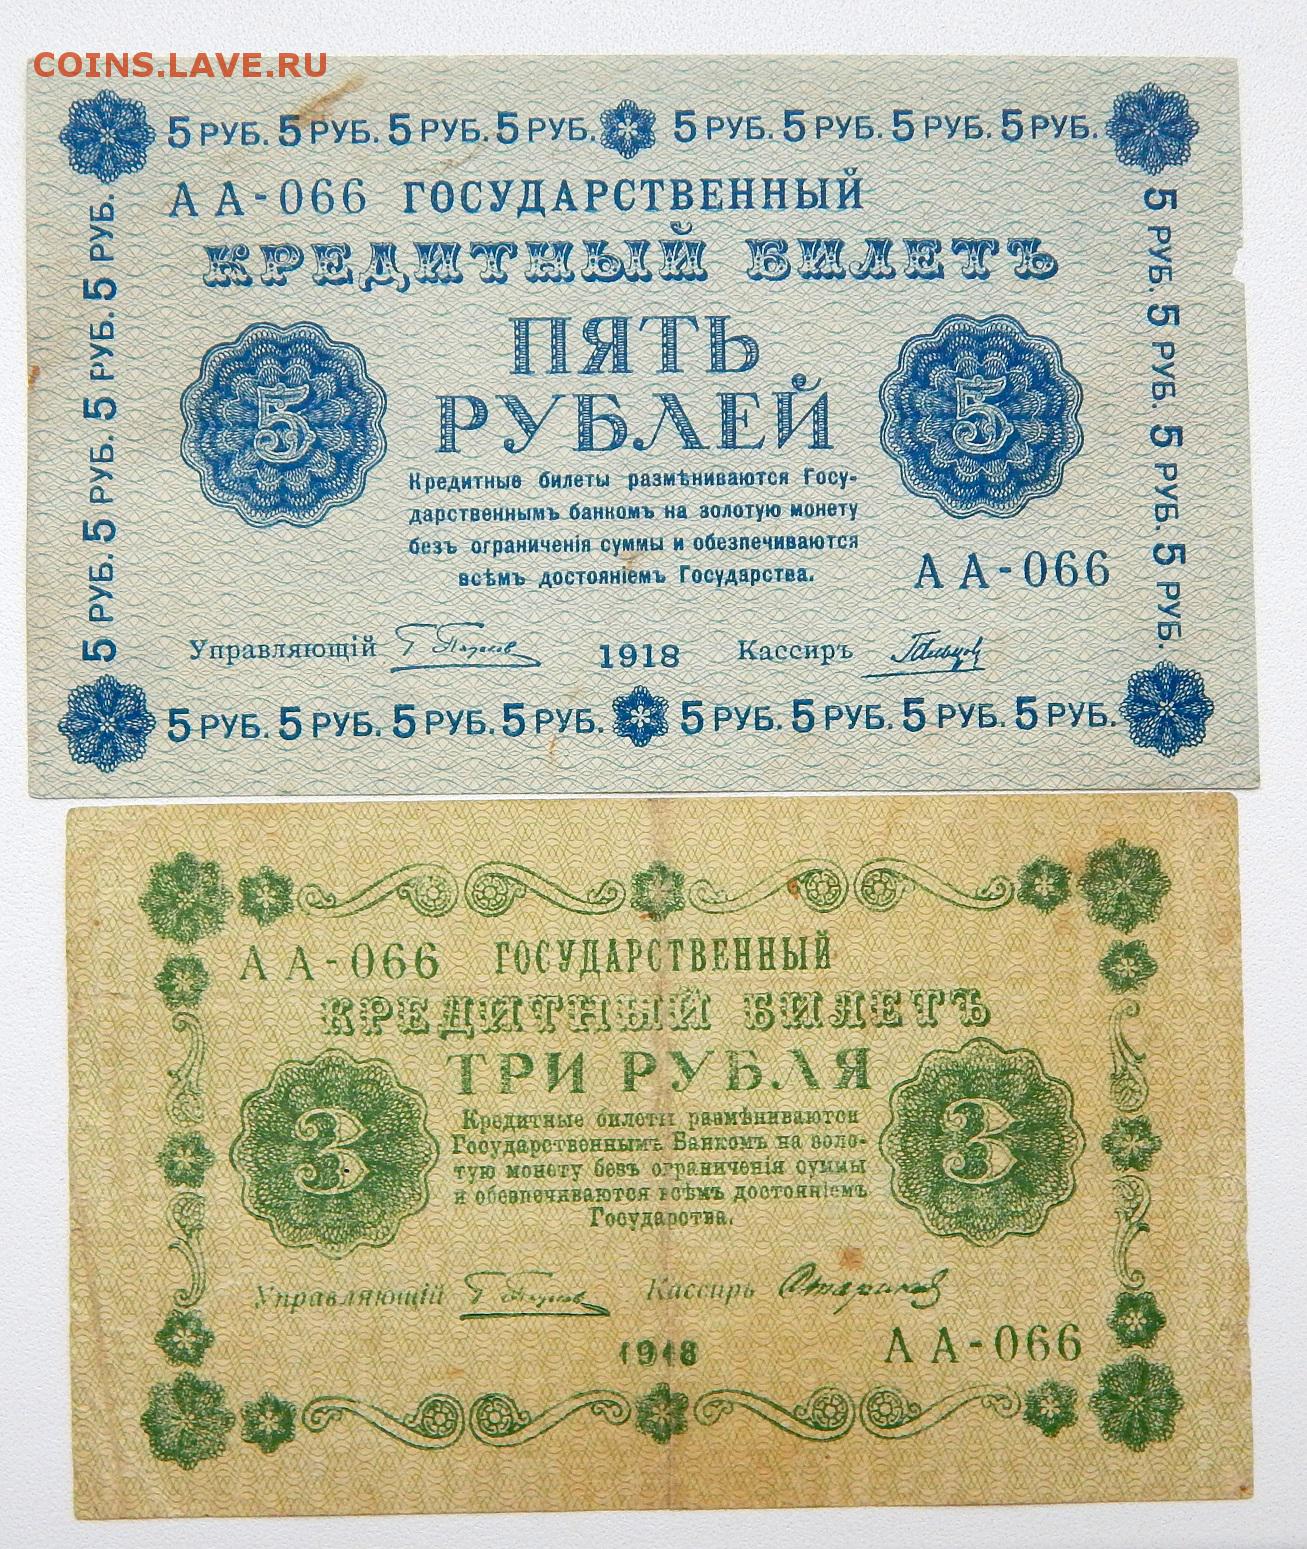 COINS.LAVE.RU
5 РУБ. 5 РУБ. 5 РУБ. 5 РУБ. 5 РУБ. 5 РУБ. 5 РУБ. 5 РУБ.
АА-066 ГОСУДАРСТВЕННЫЙ
КРЕДИТНЫЙ БИЛЕТЪ
5 РУБ. 5 РУБ. 5 РУБ. 5 РУБ.
5
ПЯТЬ
РУБЛЕЙ
5
5 РУБ. 5 РУБ. 5 РУБ. 5 РУБ.
Кредитные билеты размѣниваются Госу-
дарственнымъ банкомъ на золотую монету
безъ ограниченія суммы и обезпечиваются
всѣмъ достояніемъ Государства.
АА-066
Управляющій 1918 Кассиръ
5 РУБ. 5 РУБ. 5 РУБ. 5 РУБ. 5 РУБ. 5 РУБ. 5 РУБ. 5 РУБ.
АА-066 ГОСУДАРСТВЕННЫЙ
КРЕДИТНЫЙ БИЛЕТЪ
ТРИ РУБЛЯ
3
3
Кредитные билеты размѣниваются
Государственнымъ Банкомъ на золо-
тую монету безъ ограниченія суммы
и обезпечиваются всѣмъ достояніемъ
Государства.
Управляющій Кассиръ
1918
АА-066